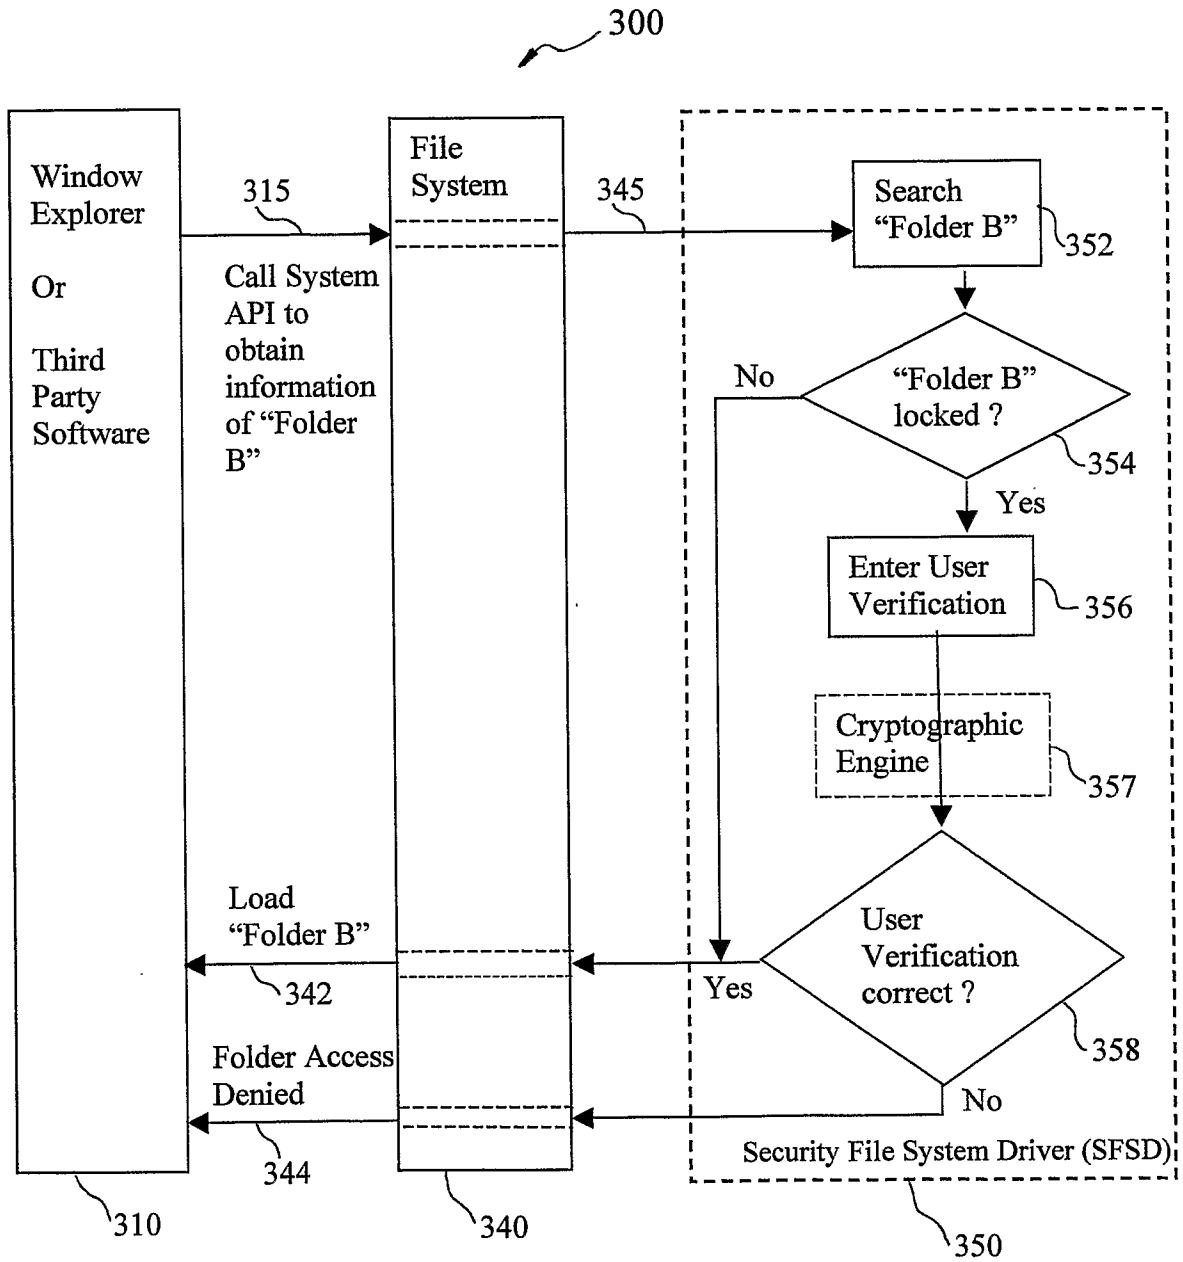 300
Window
Explorer
Or
Third
Party
Software
315
Call System
API to
obtain
information
of “Folder
B”
File
System
345
Search
“Folder B”
352
“Folder B”
locked ?
354
No
Yes
Enter User
Verification
356
Cryptographic
Engine
357
User
Verification
correct ?
358
Yes
No
Load
“Folder B”
342
Folder Access
Denied
344
Security File System Driver (SFSD)
310
340
350